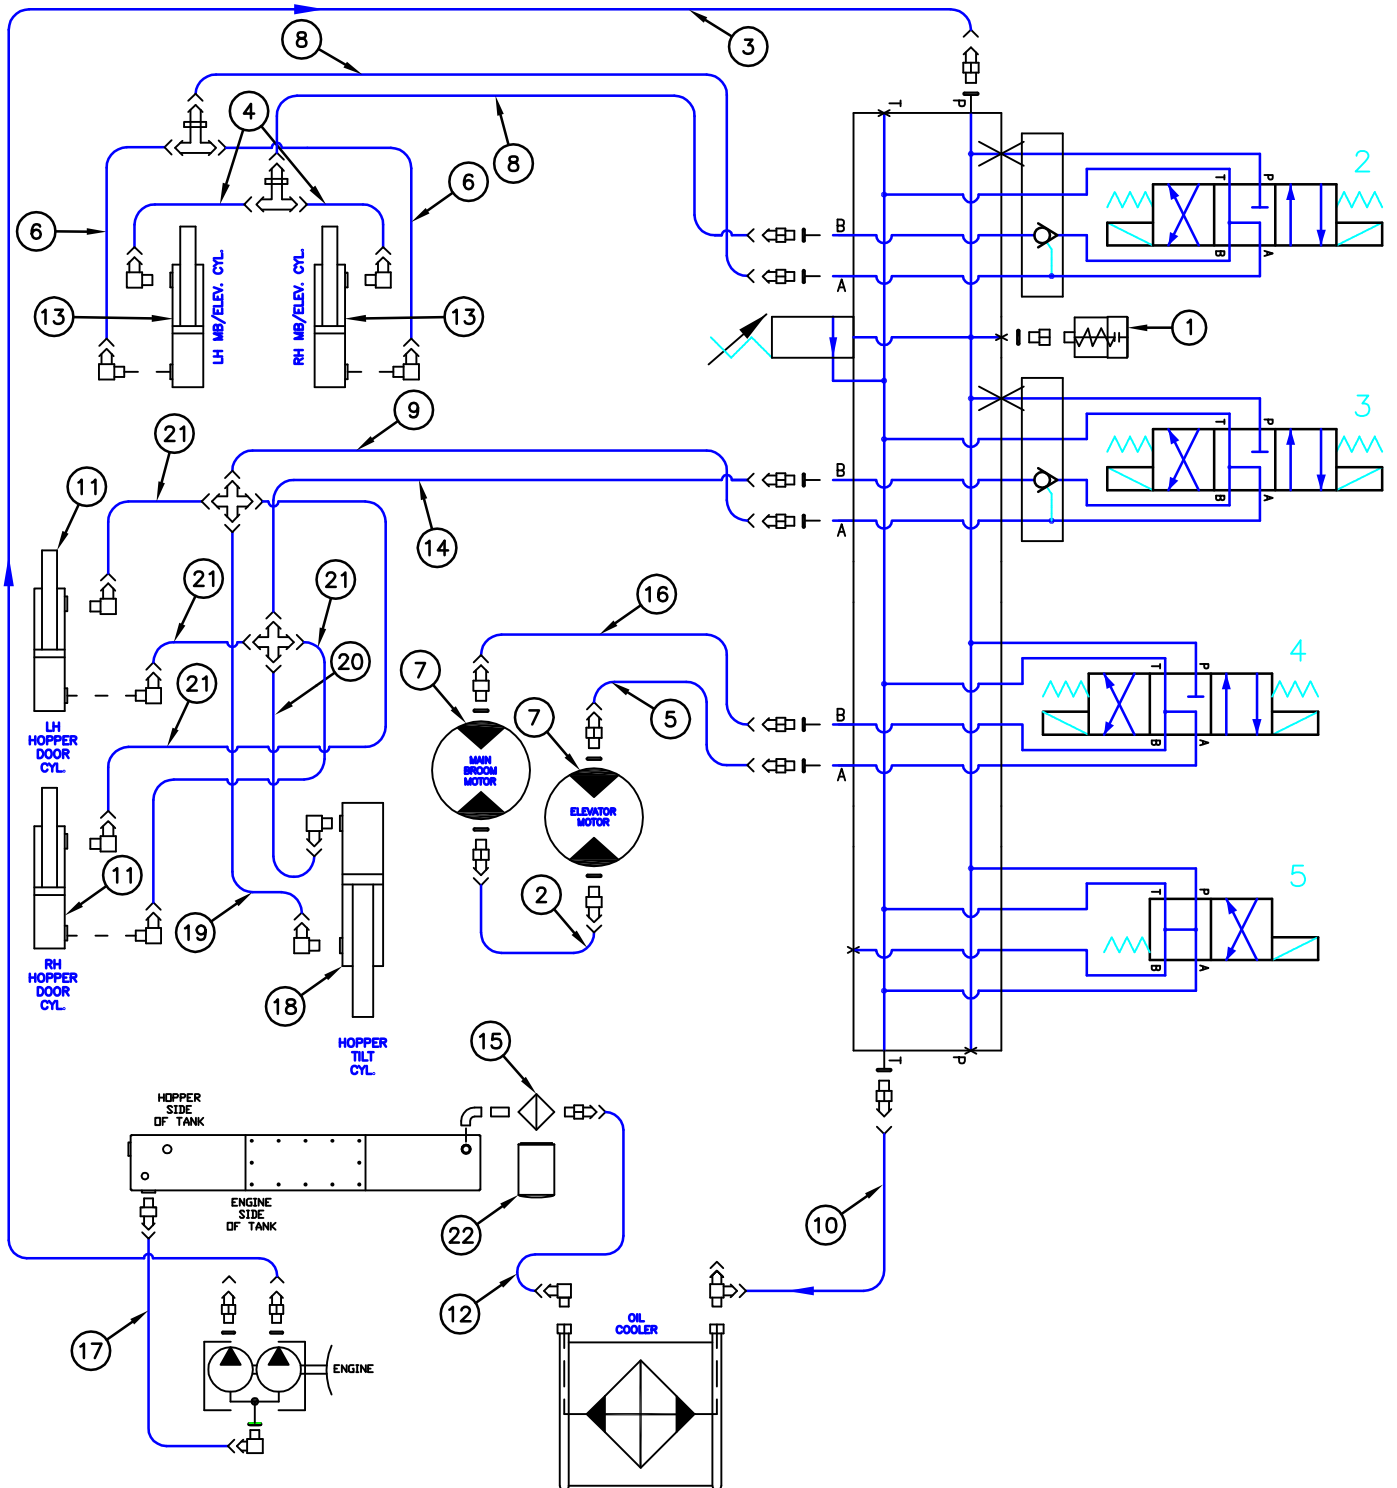 3
8
T
P
4
8
2
6
T
P
6
B
B
A
A
13
LH MB/ELEV. CYL.
RH MB/ELEV. CYL.
13
1
9
3
21
T
P
11
B
B
A
14
A
21
21
16
4
20
7
T
P
21
7
5
B
LH
HOPPER
DOOR
CYL.
B
A
A
MAIN
BROOM
MOTOR
ELEVATOR
MOTOR
11
2
5
T
P
19
RH
HOPPER
DOOR
CYL.
B
A
18
HOPPER
TILT
CYL.
15
T
P
HOPPER
SIDE
OF TANK
ENGINE
SIDE
OF TANK
22
10
12
17
OIL
COOLER
ENGINE